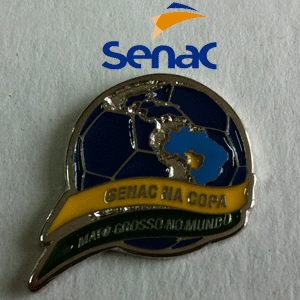 Senac
SENAC NA COPA
MATO GROSSO NO MUNDO